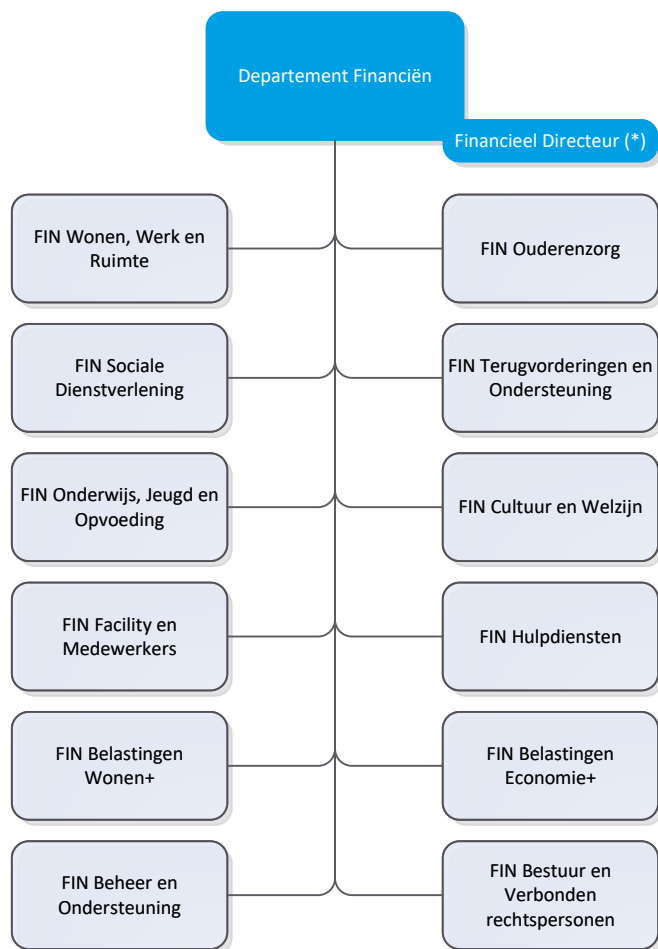 Departement Financiën
Financieel Directeur (*)
FIN Wonen, Werk en
Ruimte
FIN Ouderenzorg
FIN Sociale
Dienstverlening
FIN Terugvorderingen en
Ondersteuning
FIN Onderwijs, Jeugd en
Opvoeding
FIN Cultuur en Welzijn
FIN Facility en
Medewerkers
FIN Hulpdiensten
FIN Belastingen
Wonen+
FIN Belastingen
Economie+
FIN Beheer en
Ondersteuning
FIN Bestuur en
Verbonden
rechtspersonen